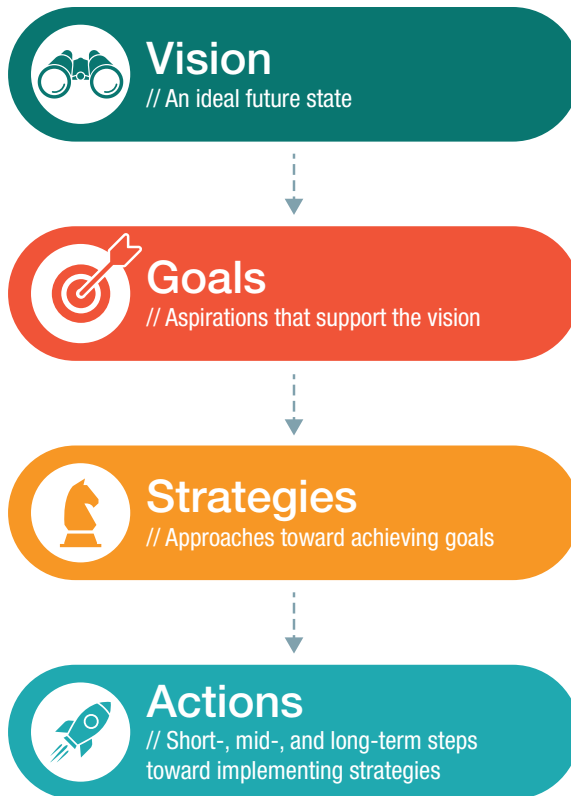 Vision
// An ideal future state
Goals
// Aspirations that support the vision
Strategies
// Approaches toward achieving goals
Actions
// Short-, mid-, and long-term steps
toward implementing strategies